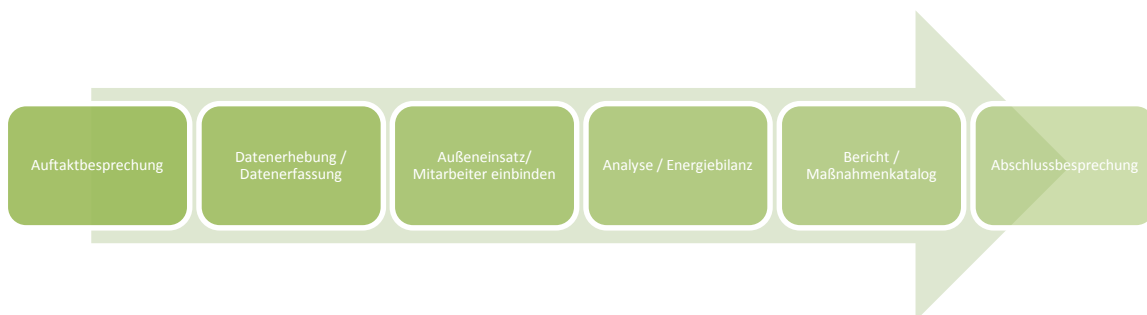 Auftaktbesprechung
Datenerhebung /
Datenerfassung
Außeneinsatz/
Mitarbeiter einbinden
Analyse / Energiebilanz
Bericht /
Maßnahmenkatalog
Abschlussbesprechung